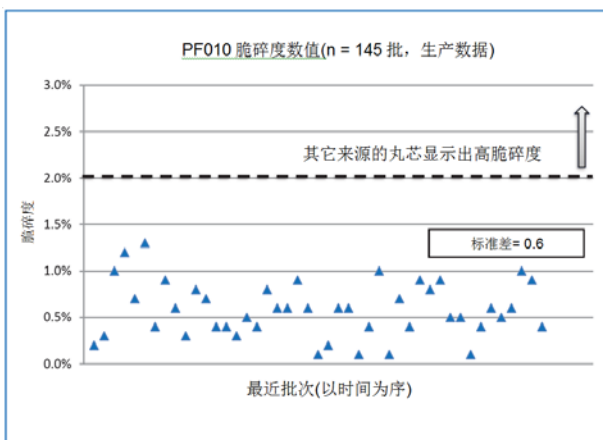 PF010 脆碎度数值(n = 145 批，生产数据)
3.0%
2.5%
其它来源的丸芯显示出高脆碎度
2.0%
脆碎度
1.5%
标准差= 0.6
1.0%
0.5%
0.0%
最近批次(以时间为序)